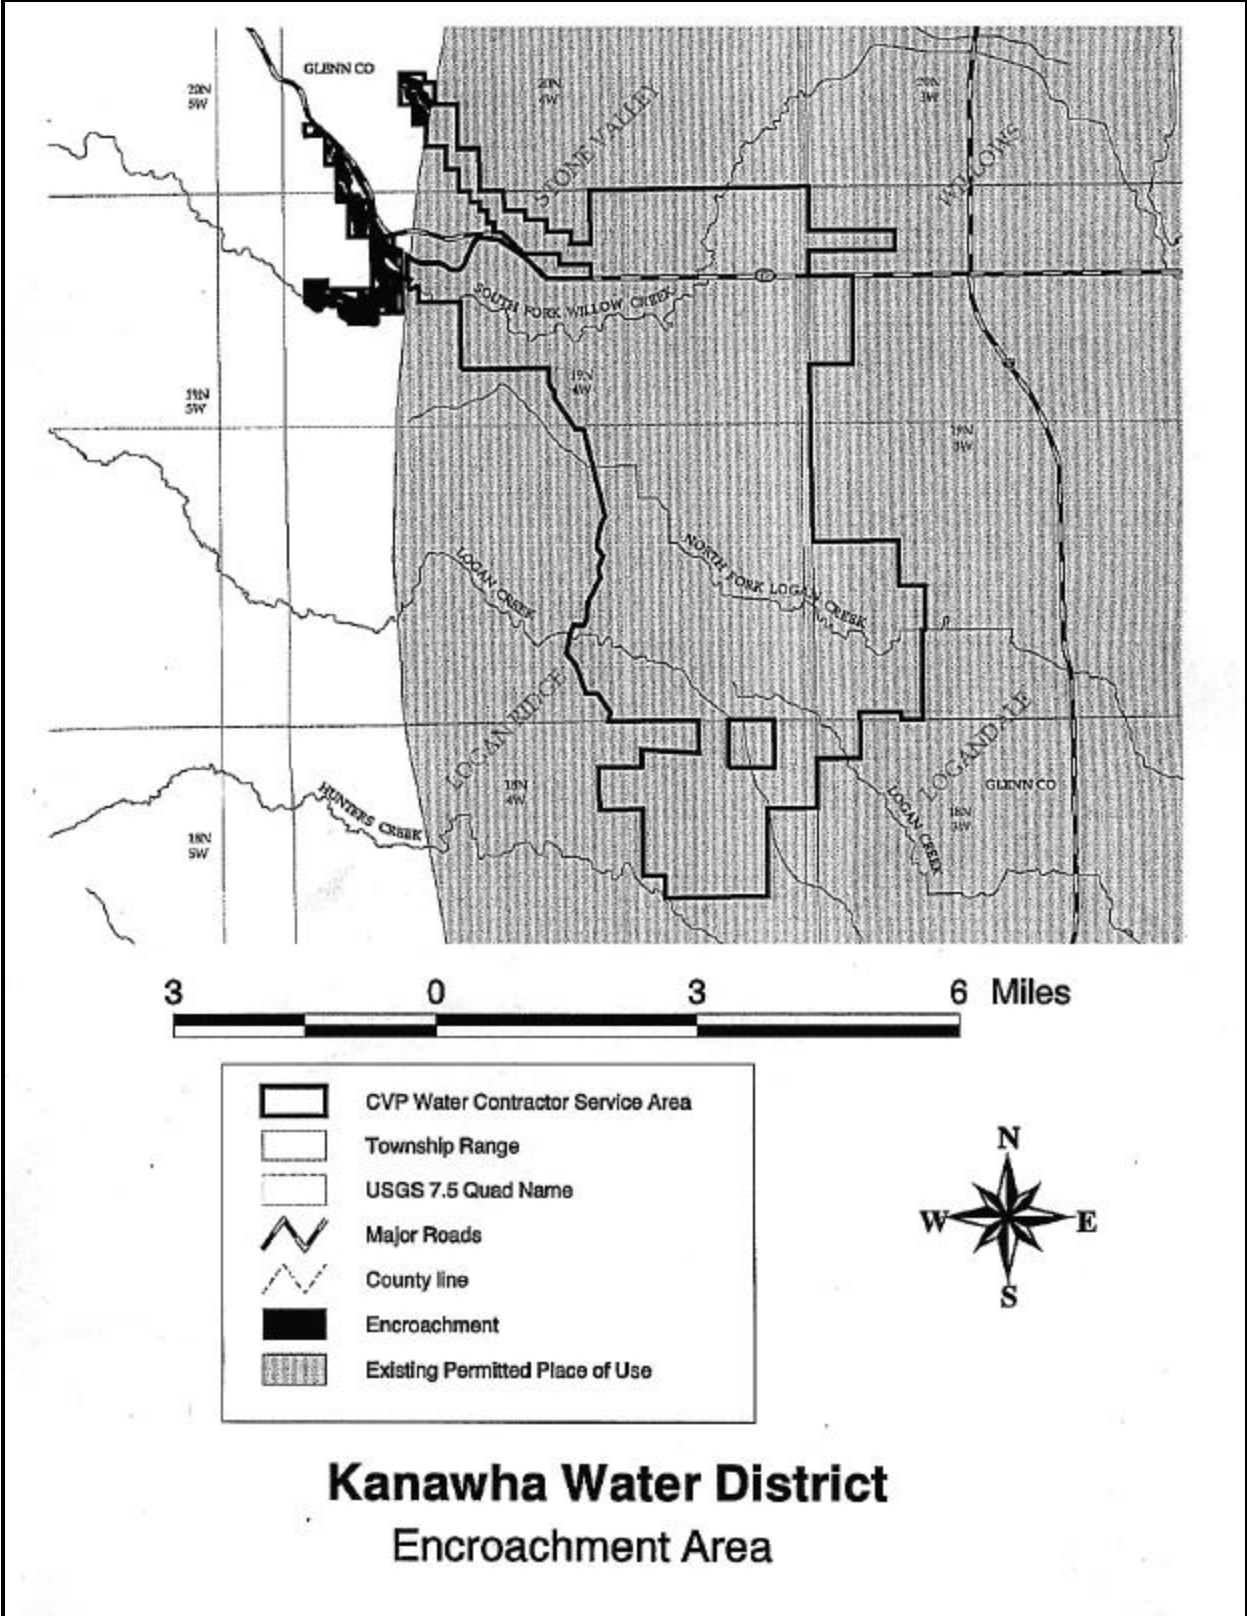 GLENN CO
20N
5W
20N
4W
20N
3W
STONE VALLEY
WILLOWS
SOUTH FORK WILLOW CREEK
19N
4W
19N
5W
19N
3W
NORTH FORK LOGAN CREEK
LOGAN CREEK
LOGAN RIDGE
LOGANDALE
GLENN CO
18N
4W
HUNTERS CREEK
LOGAN CREEK
18N
3W
18N
5W
3 0 3 6 Miles
CVP Water Contractor Service Area
Township Range
USGS 7.5 Quad Name
Major Roads
County line
Encroachment
Existing Permitted Place of Use
N
W E
S
Kanawha Water District
Encroachment Area